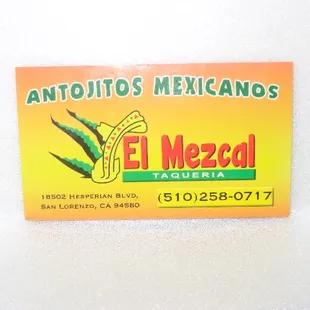 ANTOJITOS MEXICANOS
El Mezcal
TAQUERIA
18502 HESPERIAN BLVD,
SAN LORENZO, CA 94580
(510)258-0717